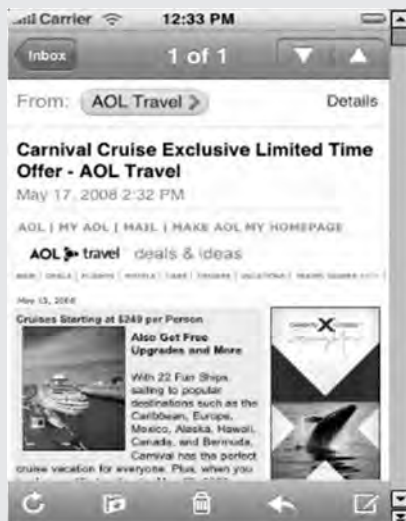 Carrier 12:33 PM
Inbox 1 of 1
From: AOL Travel Details
Carnival Cruise Exclusive Limited Time
Offer - AOL Travel
May 17, 2008 2:32 PM
AOL | MY AOL | MAIL | MAKE AOL MY HOMEPAGE
AOL travel deals & ideas
May 13, 2008
Cruises Starting at $249 per Person
Also Get Free
Upgrades and More
With 22 Fun Ships
sailing to popular
destinations such as the
Caribbean, Europe,
Mexico, Alaska, Hawaii,
Canada, and Bermuda,
Carnival has the perfect
cruise vacation for everyone. Plus, when you
X